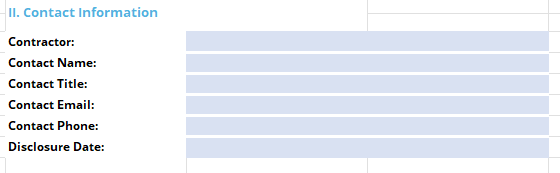 II. Contact Information
Contractor:
Contact Name:
Contact Title:
Contact Email:
Contact Phone:
Disclosure Date: